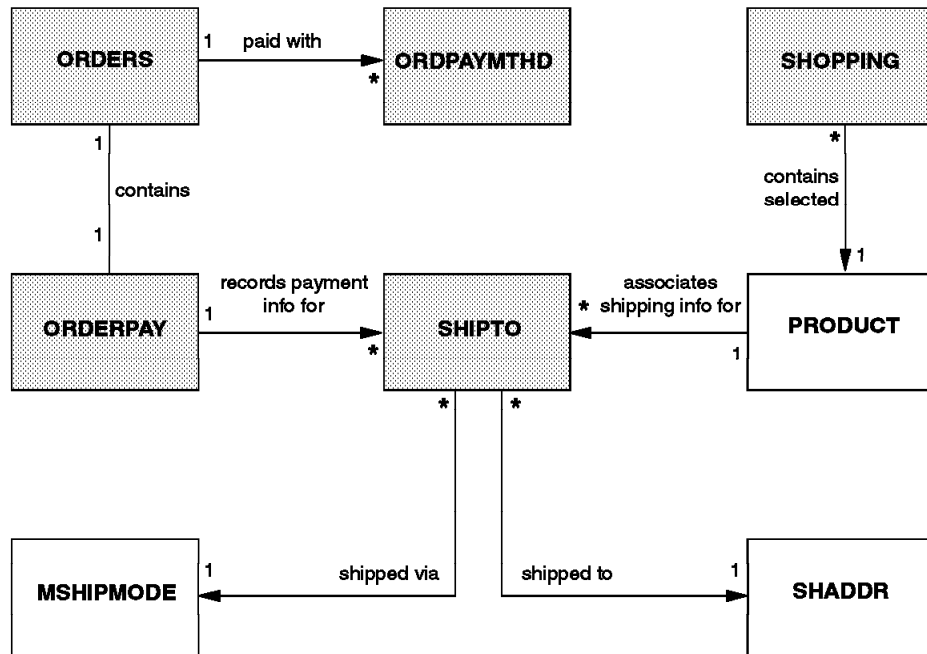 ORDERS
1
paid with
*
ORDPAYMTHD
SHOPPING
1
contains
1
*
contains
selected
1
ORDERPAY
1
records payment
info for
*
SHIPTO
*
associates
shipping info for
1
PRODUCT
*
*
MSHIPMODE
1
shipped via
shipped to
1
SHADDR